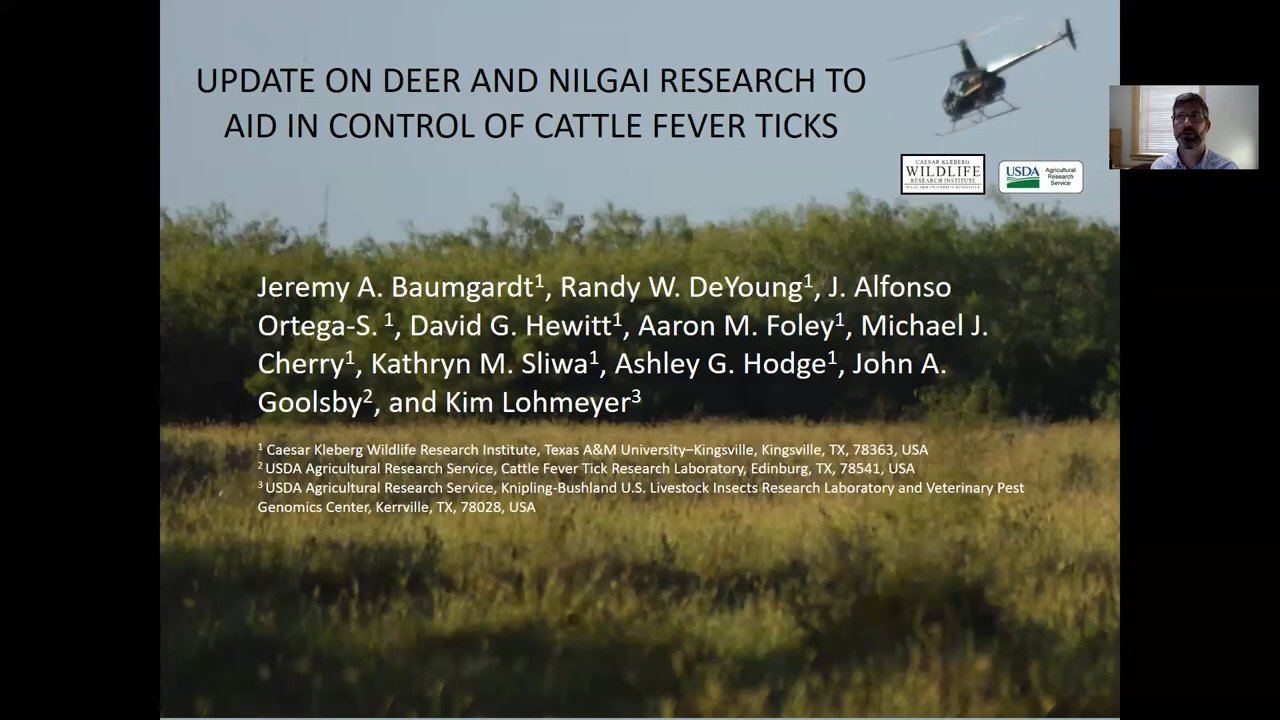 UPDATE ON DEER AND NILGAI RESEARCH TO
AID IN CONTROL OF CATTLE FEVER TICKS
CAESAR KLEBERG
WILDLIFE
RESEARCH INSTITUTE
USDA Agricultural Research Service
Jeremy A. Baumgardt¹, Randy W. DeYoung¹, J. Alfonso
Ortega-S. ¹, David G. Hewitt¹, Aaron M. Foley¹, Michael J.
Cherry¹, Kathryn M. Sliwa¹, Ashley G. Hodge¹, John A.
Goolsby², and Kim Lohmeyer³
¹ Caesar Kleberg Wildlife Research Institute, Texas A&M University–Kingsville, Kingsville, TX, 78363, USA
² USDA Agricultural Research Service, Cattle Fever Tick Research Laboratory, Edinburg, TX, 78541, USA
³ USDA Agricultural Research Service, Knipling-Bushland U.S. Livestock Insects Research Laboratory and Veterinary Pest
Genomics Center, Kerrville, TX, 78028, USA